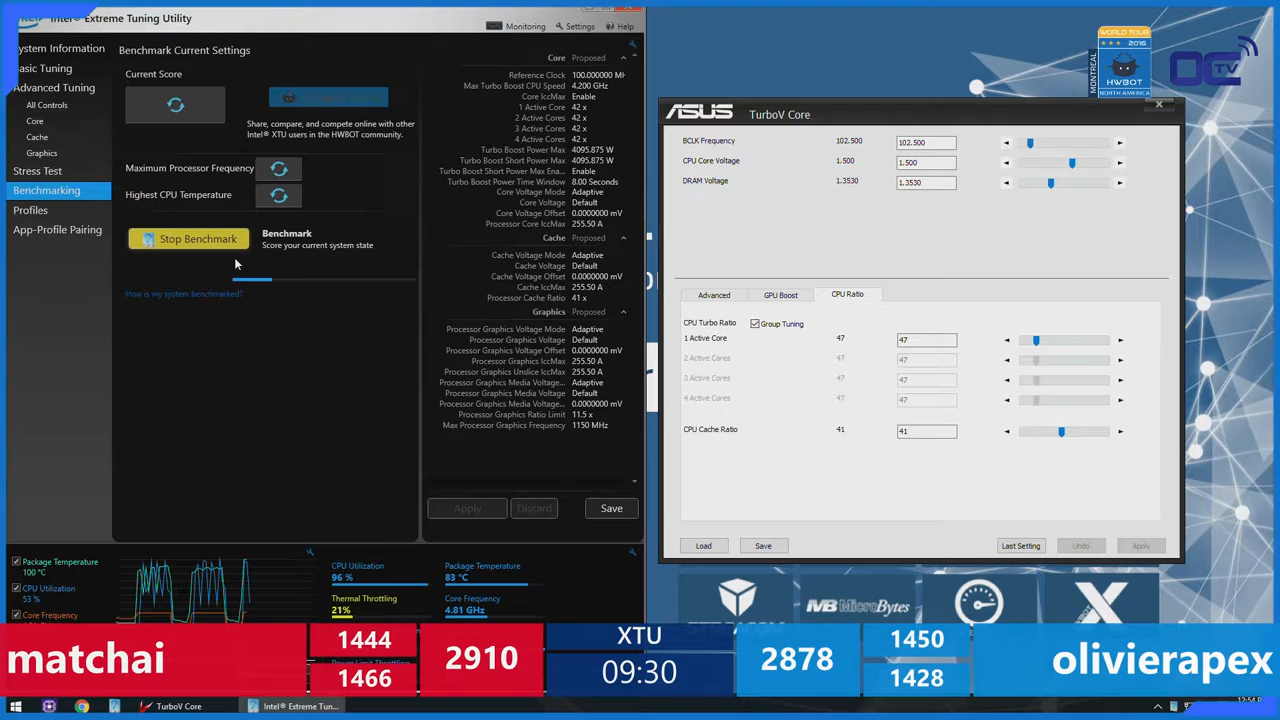 Intel® Extreme Tuning Utility
Monitoring
Settings
Help
System Information
Basic Tuning
Advanced Tuning
All Controls
Core
Cache
Graphics
Stress Test
Benchmarking
Profiles
App-Profile Pairing
Benchmark Current Settings
Current Score
Share, compare, and compete online with other
Intel® XTU users in the HWBOT community.
Maximum Processor Frequency
Highest CPU Temperature
Stop Benchmark
Benchmark
Score your current system state
How is my system benchmarked?
Core Proposed
Reference Clock 100.000000 MH
Max Turbo Boost CPU Speed 4.200 GHz
Core IccMax Enable
1 Active Core 42 x
2 Active Cores 42 x
3 Active Cores 42 x
4 Active Cores 42 x
Turbo Boost Power Max 4095.875 W
Turbo Boost Short Power Max 4095.875 W
Turbo Boost Short Power Max Ena... Enable
Turbo Boost Power Time Window 8.00 Seconds
Core Voltage Mode Adaptive
Core Voltage Default
Core Voltage Offset 0.0000000 mV
Processor Core IccMax 255.50 A
Cache Proposed
Cache Voltage Mode Adaptive
Cache Voltage Default
Cache Voltage Offset 0.0000000 mV
Cache IccMax 255.50 A
Processor Cache Ratio 41 x
Graphics Proposed
Processor Graphics Voltage Mode Adaptive
Processor Graphics Voltage Default
Processor Graphics Voltage Offset 0.0000000 mV
Processor Graphics IccMax 255.50 A
Processor Graphics Unslice IccMax 255.50 A
Processor Graphics Media Voltage... Adaptive
Processor Graphics Media Voltage Default
Processor Graphics Media Voltage... 0.0000000 mV
Processor Graphics Ratio Limit 11.5 x
Max Processor Graphics Frequency 1150 MHz
Apply
Discard
Save
Package Temperature
100 °C
CPU Utilization
53 %
Core Frequency
CPU Utilization
96 %
Package Temperature
83 °C
Thermal Throttling
21%
Core Frequency
4.81 GHz
ASUS TurboV Core
BCLK Frequency 102.500 102.500
CPU Core Voltage 1.500 1.500
DRAM Voltage 1.3530 1.3530
Advanced
GPU Boost
CPU Ratio
CPU Turbo Ratio Group Tuning
1 Active Core 47 47
2 Active Cores 47 47
3 Active Cores 47 47
4 Active Cores 47 47
CPU Cache Ratio 41 41
Load
Save
Last Setting
Undo
Apply
WORLD TOUR
2016
MONTREAL
HWBOT
NORTH AMERICA
OCTV
MB MicroBytes
matchai
1444
1466
2910
XTU
09:30
2878
1450
1428
olivierapex
TurboV Core
Intel® Extreme Tun...